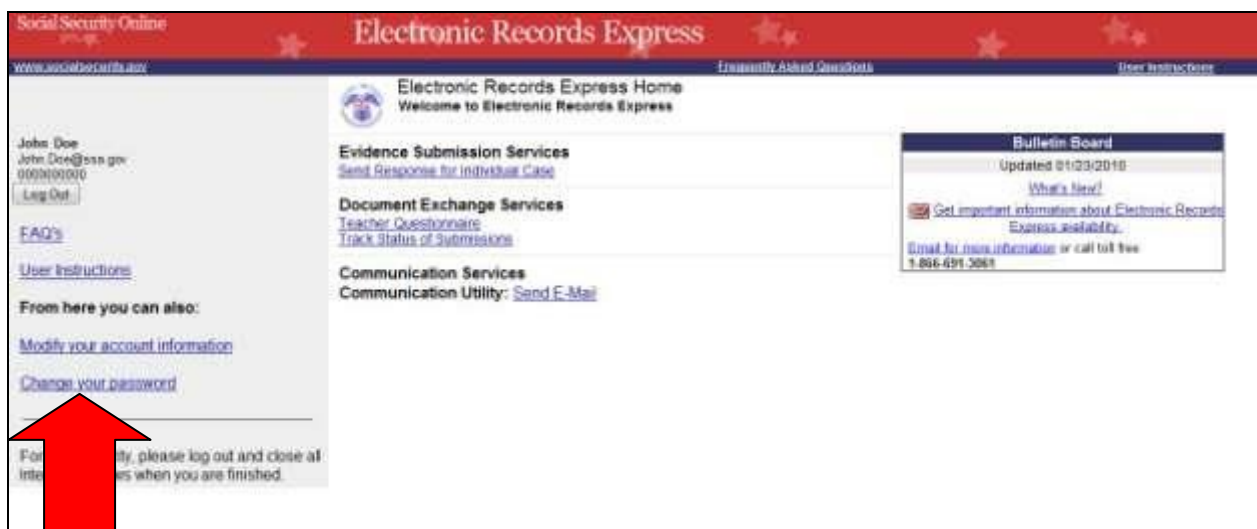 Social Security Online
Electronic Records Express
www.socialsecurity.gov
Frequently Asked Questions
User Instructions
John Doe
John.Doe@ssa.gov
0000000000
Log Out
FAQ's
User Instructions
From here you can also:
Modify your account information
Change your password
For ity, please log out and close all
inte es when you are finished.
Electronic Records Express Home
Welcome to Electronic Records Express
Evidence Submission Services
Send Response for Individual Case
Document Exchange Services
Teacher Questionnaire
Track Status of Submissions
Communication Services
Communication Utility: Send E-Mail
Bulletin Board
Updated 01/23/2010
What's New?
Get important information about Electronic Records
Express availability.
Email for more information or call toll free
1-866-691-3061